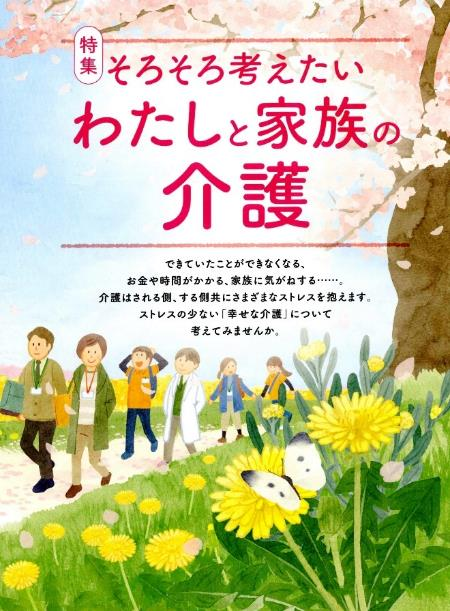 特集
そろそろ考えたい
わたしと家族の
介護
できていたことができなくなる、
お金や時間がかかる、家族に気がねする……。
介護はされる側、する側共にさまざまなストレスを抱えます。
ストレスの少ない「幸せな介護」について
考えてみませんか。